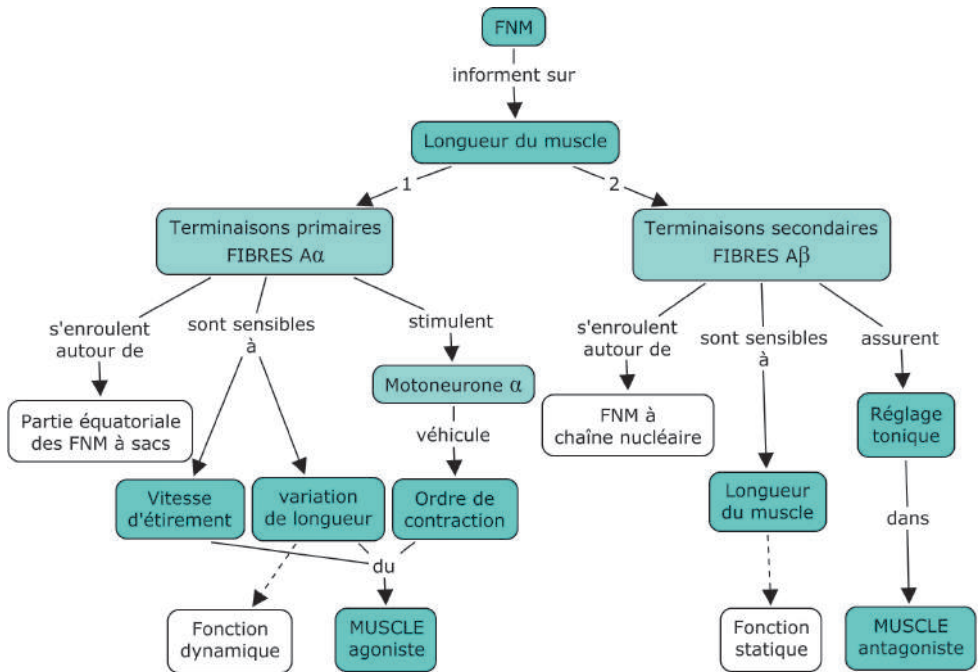 FNM
informent sur
Longueur du muscle
1
2
Terminaisons primaires
FIBRES Aα
Terminaisons secondaires
FIBRES Aβ
s'enroulent
autour de
sont sensibles
à
stimulent
s'enroulent
autour de
sont sensibles
à
assurent
Partie équatoriale
des FNM à sacs
Motoneurone α
FNM à
chaîne nucléaire
Réglage
tonique
véhicule
Vitesse
d'étirement
variation
de longueur
Ordre de
contraction
Longueur
du muscle
dans
du
Fonction
dynamique
MUSCLE
agoniste
Fonction
statique
MUSCLE
antagoniste